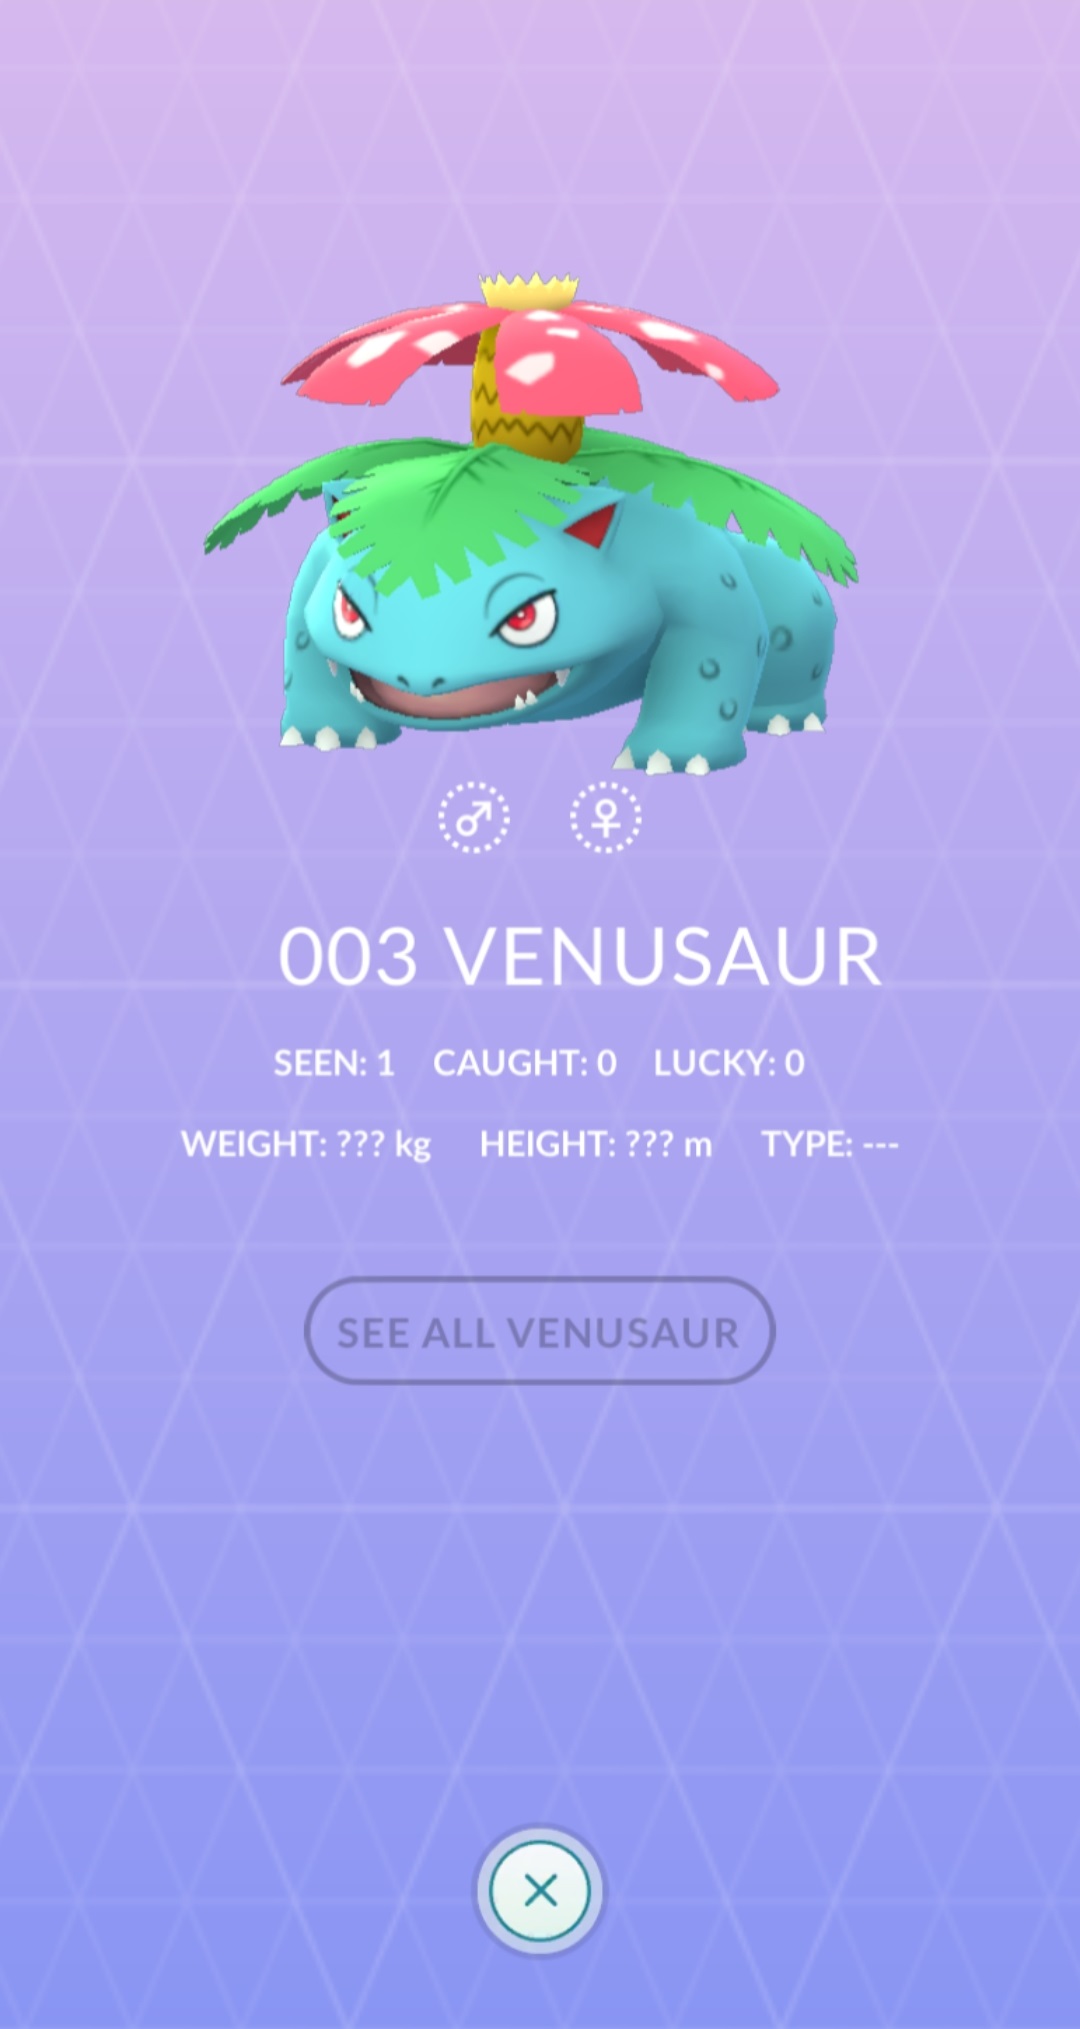 003 VENUSAUR
SEEN: 1 CAUGHT: 0 LUCKY: 0
WEIGHT: ??? kg HEIGHT: ??? m TYPE: ---
SEE ALL VENUSAUR